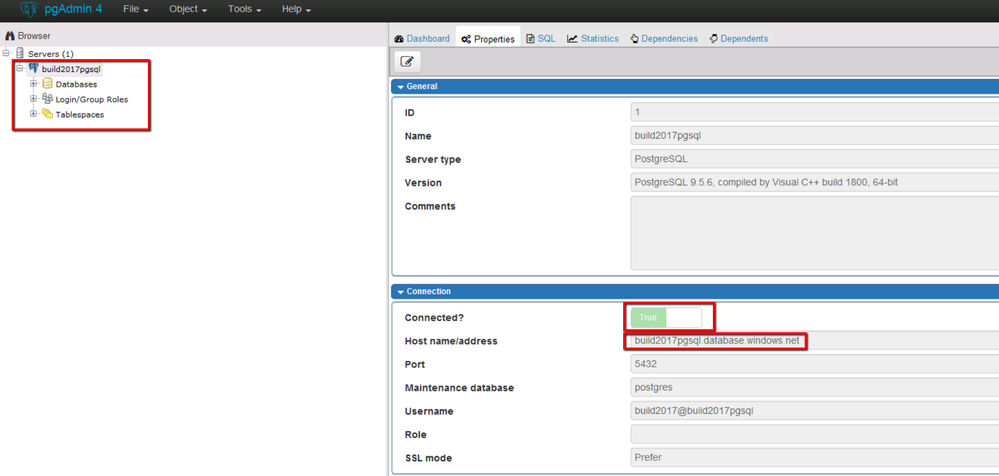 pgAdmin 4 File Object Tools Help
Browser
Servers (1)
build2017pgsql
Databases
Login/Group Roles
Tablespaces
Dashboard Properties SQL Statistics Dependencies Dependents
General
ID 1
Name build2017pgsql
Server type PostgreSQL
Version PostgreSQL 9.5.6, compiled by Visual C++ build 1800, 64-bit
Comments
Connection
Connected? True
Host name/address build2017pgsql.database.windows.net
Port 5432
Maintenance database postgres
Username build2017@build2017pgsql
Role
SSL mode Prefer